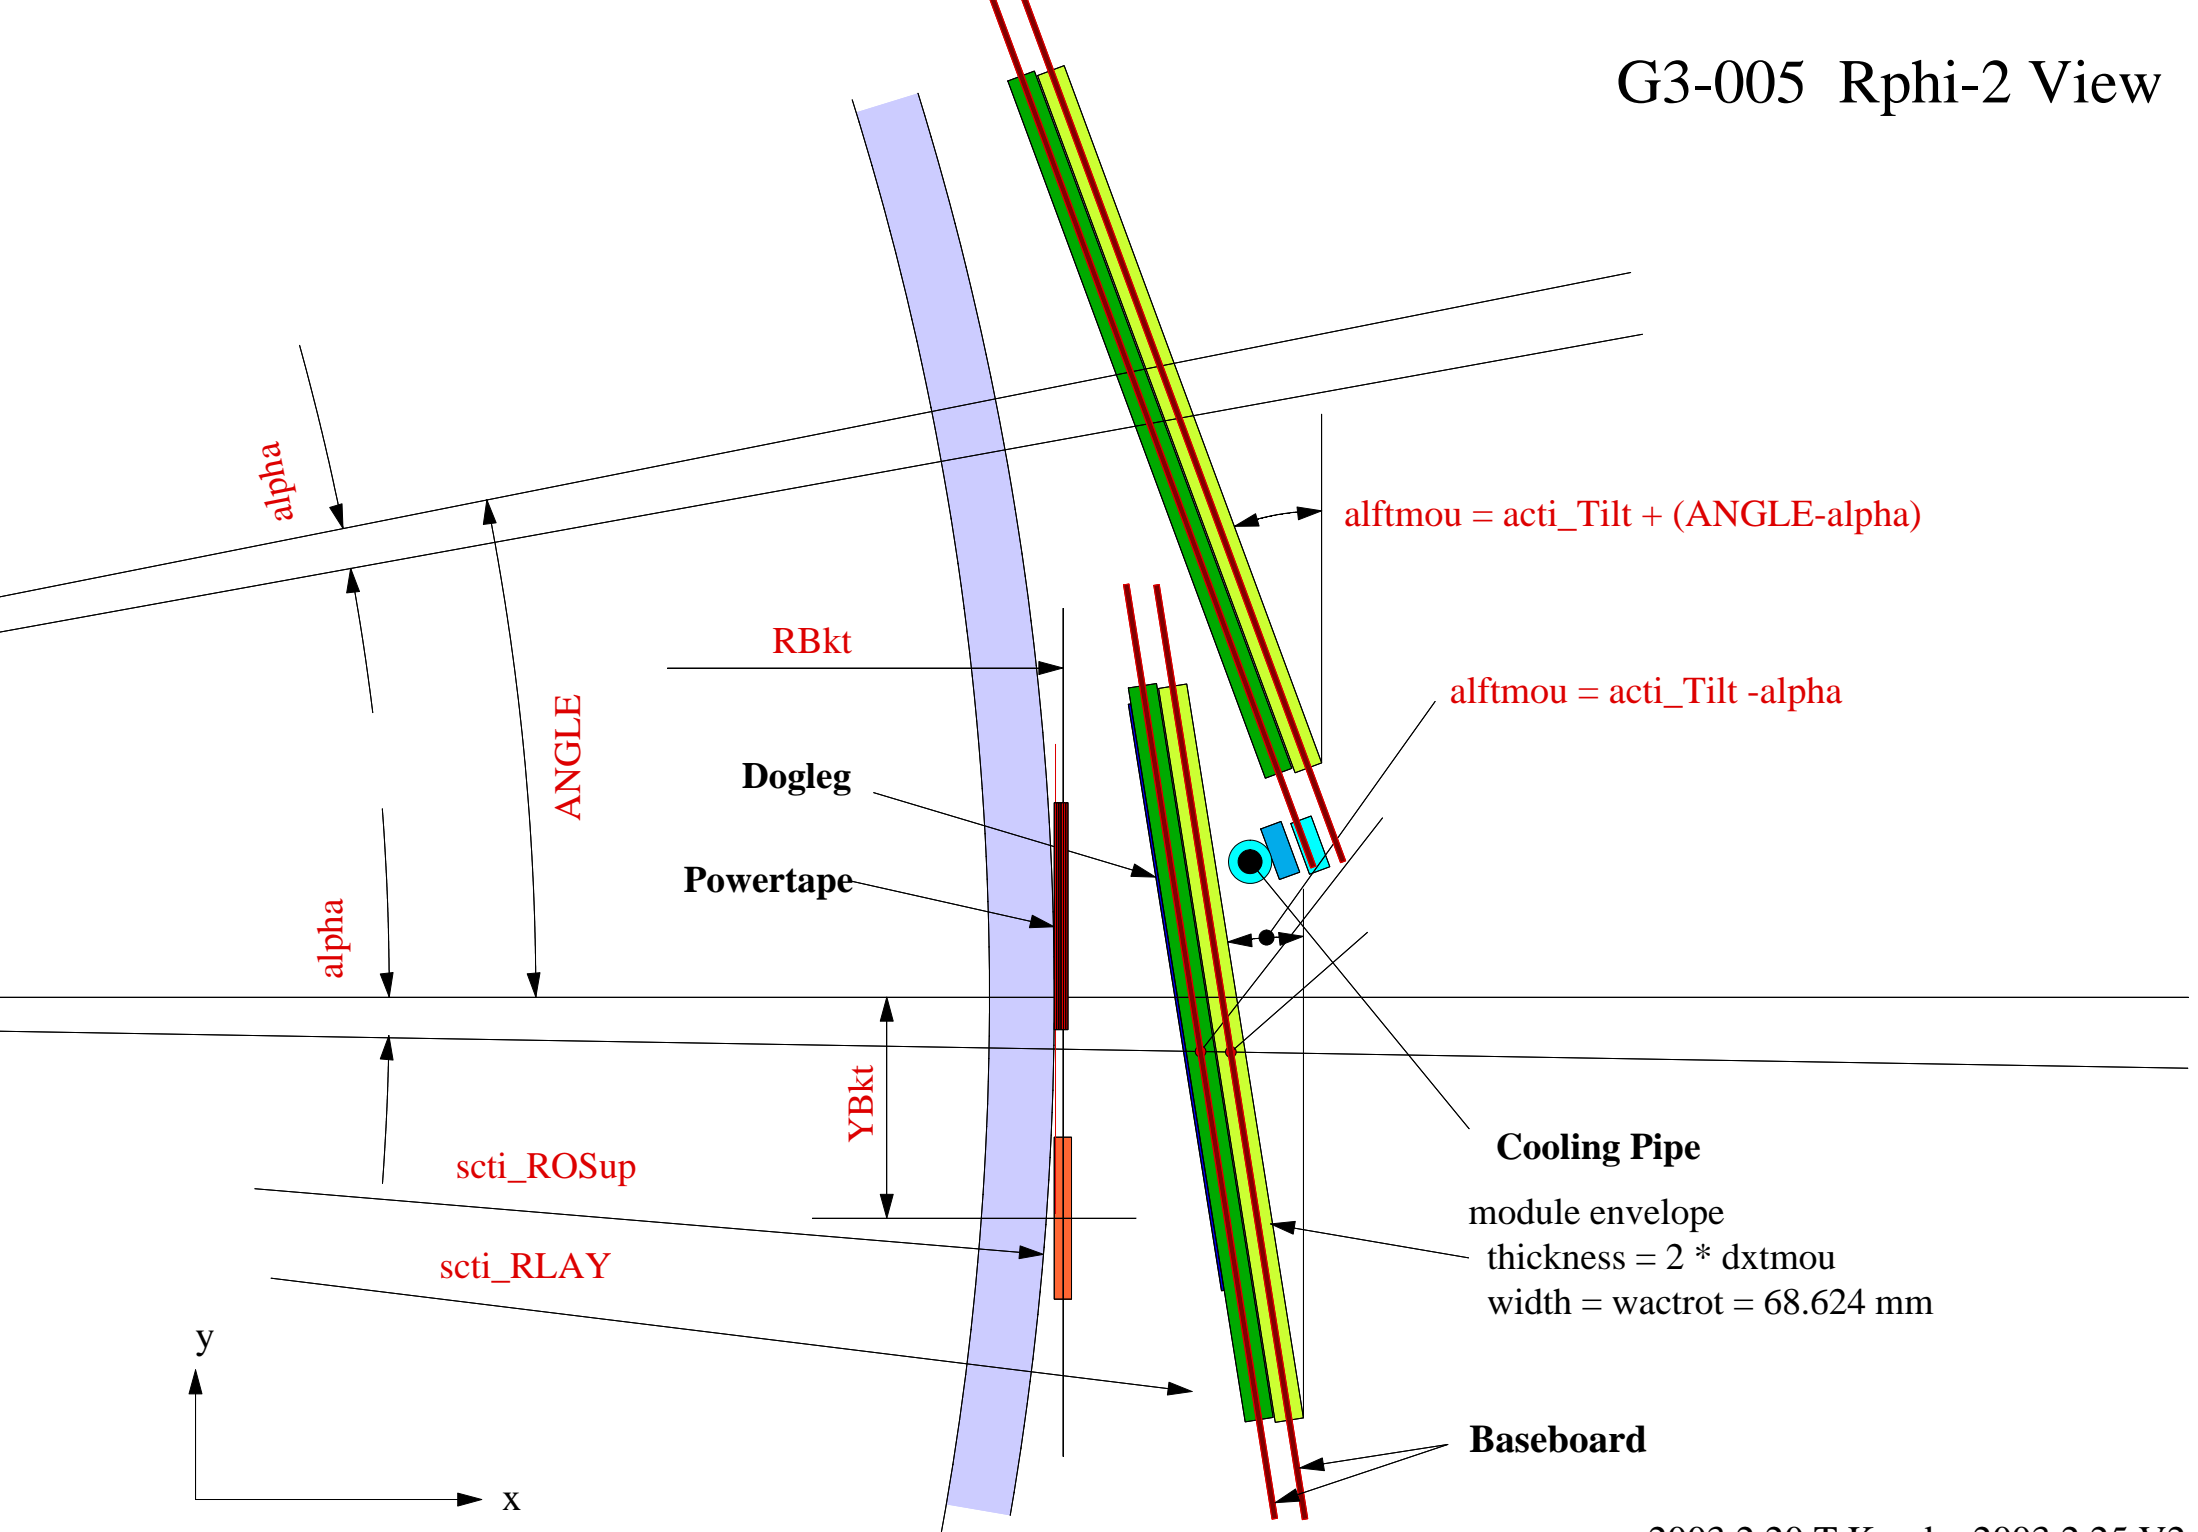 G3-005 Rphi-2 View
alpha
alftmou = acti_Tilt + (ANGLE-alpha)
RBkt
alftmou = acti_Tilt -alpha
ANGLE
Dogleg
Powertape
alpha
YBkt
scti_ROSup
Cooling Pipe
module envelope
thickness = 2 * dxtmou
width = wactrot = 68.624 mm
scti_RLAY
y
x
Baseboard